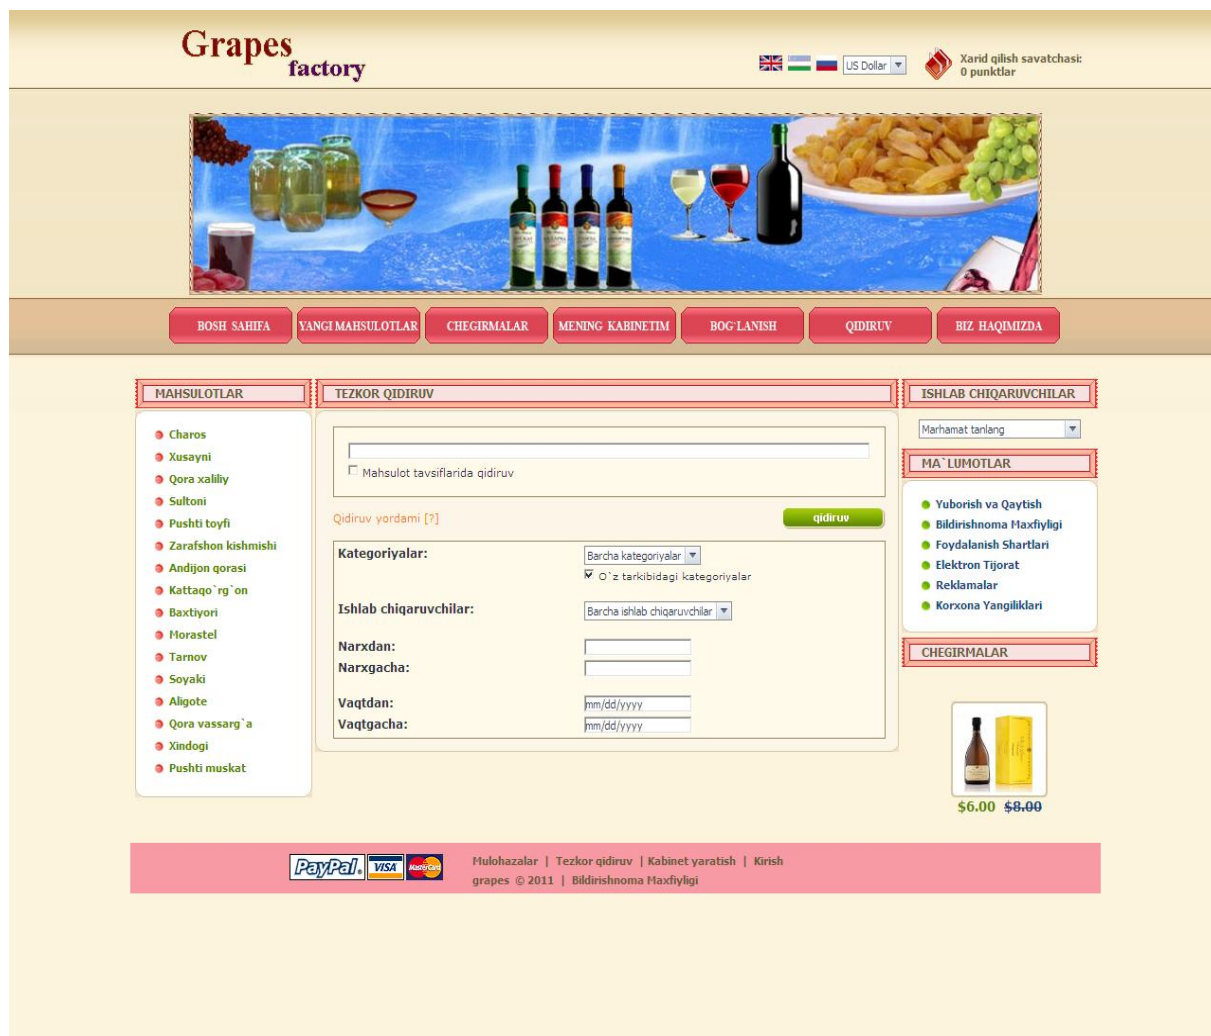 Grapes
factory
US Dollar
Xarid qilish savatchasi:
0 punktlar
BOSH SAHIFA
YANGI MAHSULOTLAR
CHEGIRMALAR
MENING KABINETIM
BOG`LANISH
QIDIRUV
BIZ HAQIMIZDA
MAHSULOTLAR
Charos
Xusayni
Qora xaliliy
Sultoni
Pushti toyfi
Zarafshon kishmishi
Andijon qorasi
Kattaqo`rg`on
Baxtiyori
Morastel
Tarnov
Soyaki
Aligote
Qora vassarg`a
Xindogi
Pushti muskat
TEZKOR QIDIRUV
Mahsulot tavsiflarida qidiruv
Qidiruv yordami [?]
qidiruv
Kategoriyalar:
Barcha kategoriyalar
O`z tarkibidagi kategoriyalar
Ishlab chiqaruvchilar:
Barcha ishlab chiqaruvchilar
Narxdan:
Narxgacha:
Vaqtdan:
mm/dd/yyyy
Vaqtgacha:
mm/dd/yyyy
ISHLAB CHIQARUVCHILAR
Marhamat tanlang
MA`LUMOTLAR
Yuborish va Qaytish
Bildirishnoma Maxfiyligi
Foydalanish Shartlari
Elektron Tijorat
Reklamalar
Korxona Yangiliklari
CHEGIRMALAR
$6.00 $8.00
PayPal. VISA MasterCard
Mulohazalar | Tezkor qidiruv | Kabinet yaratish | Kirish
grapes © 2011 | Bildirishnoma Maxfiyligi